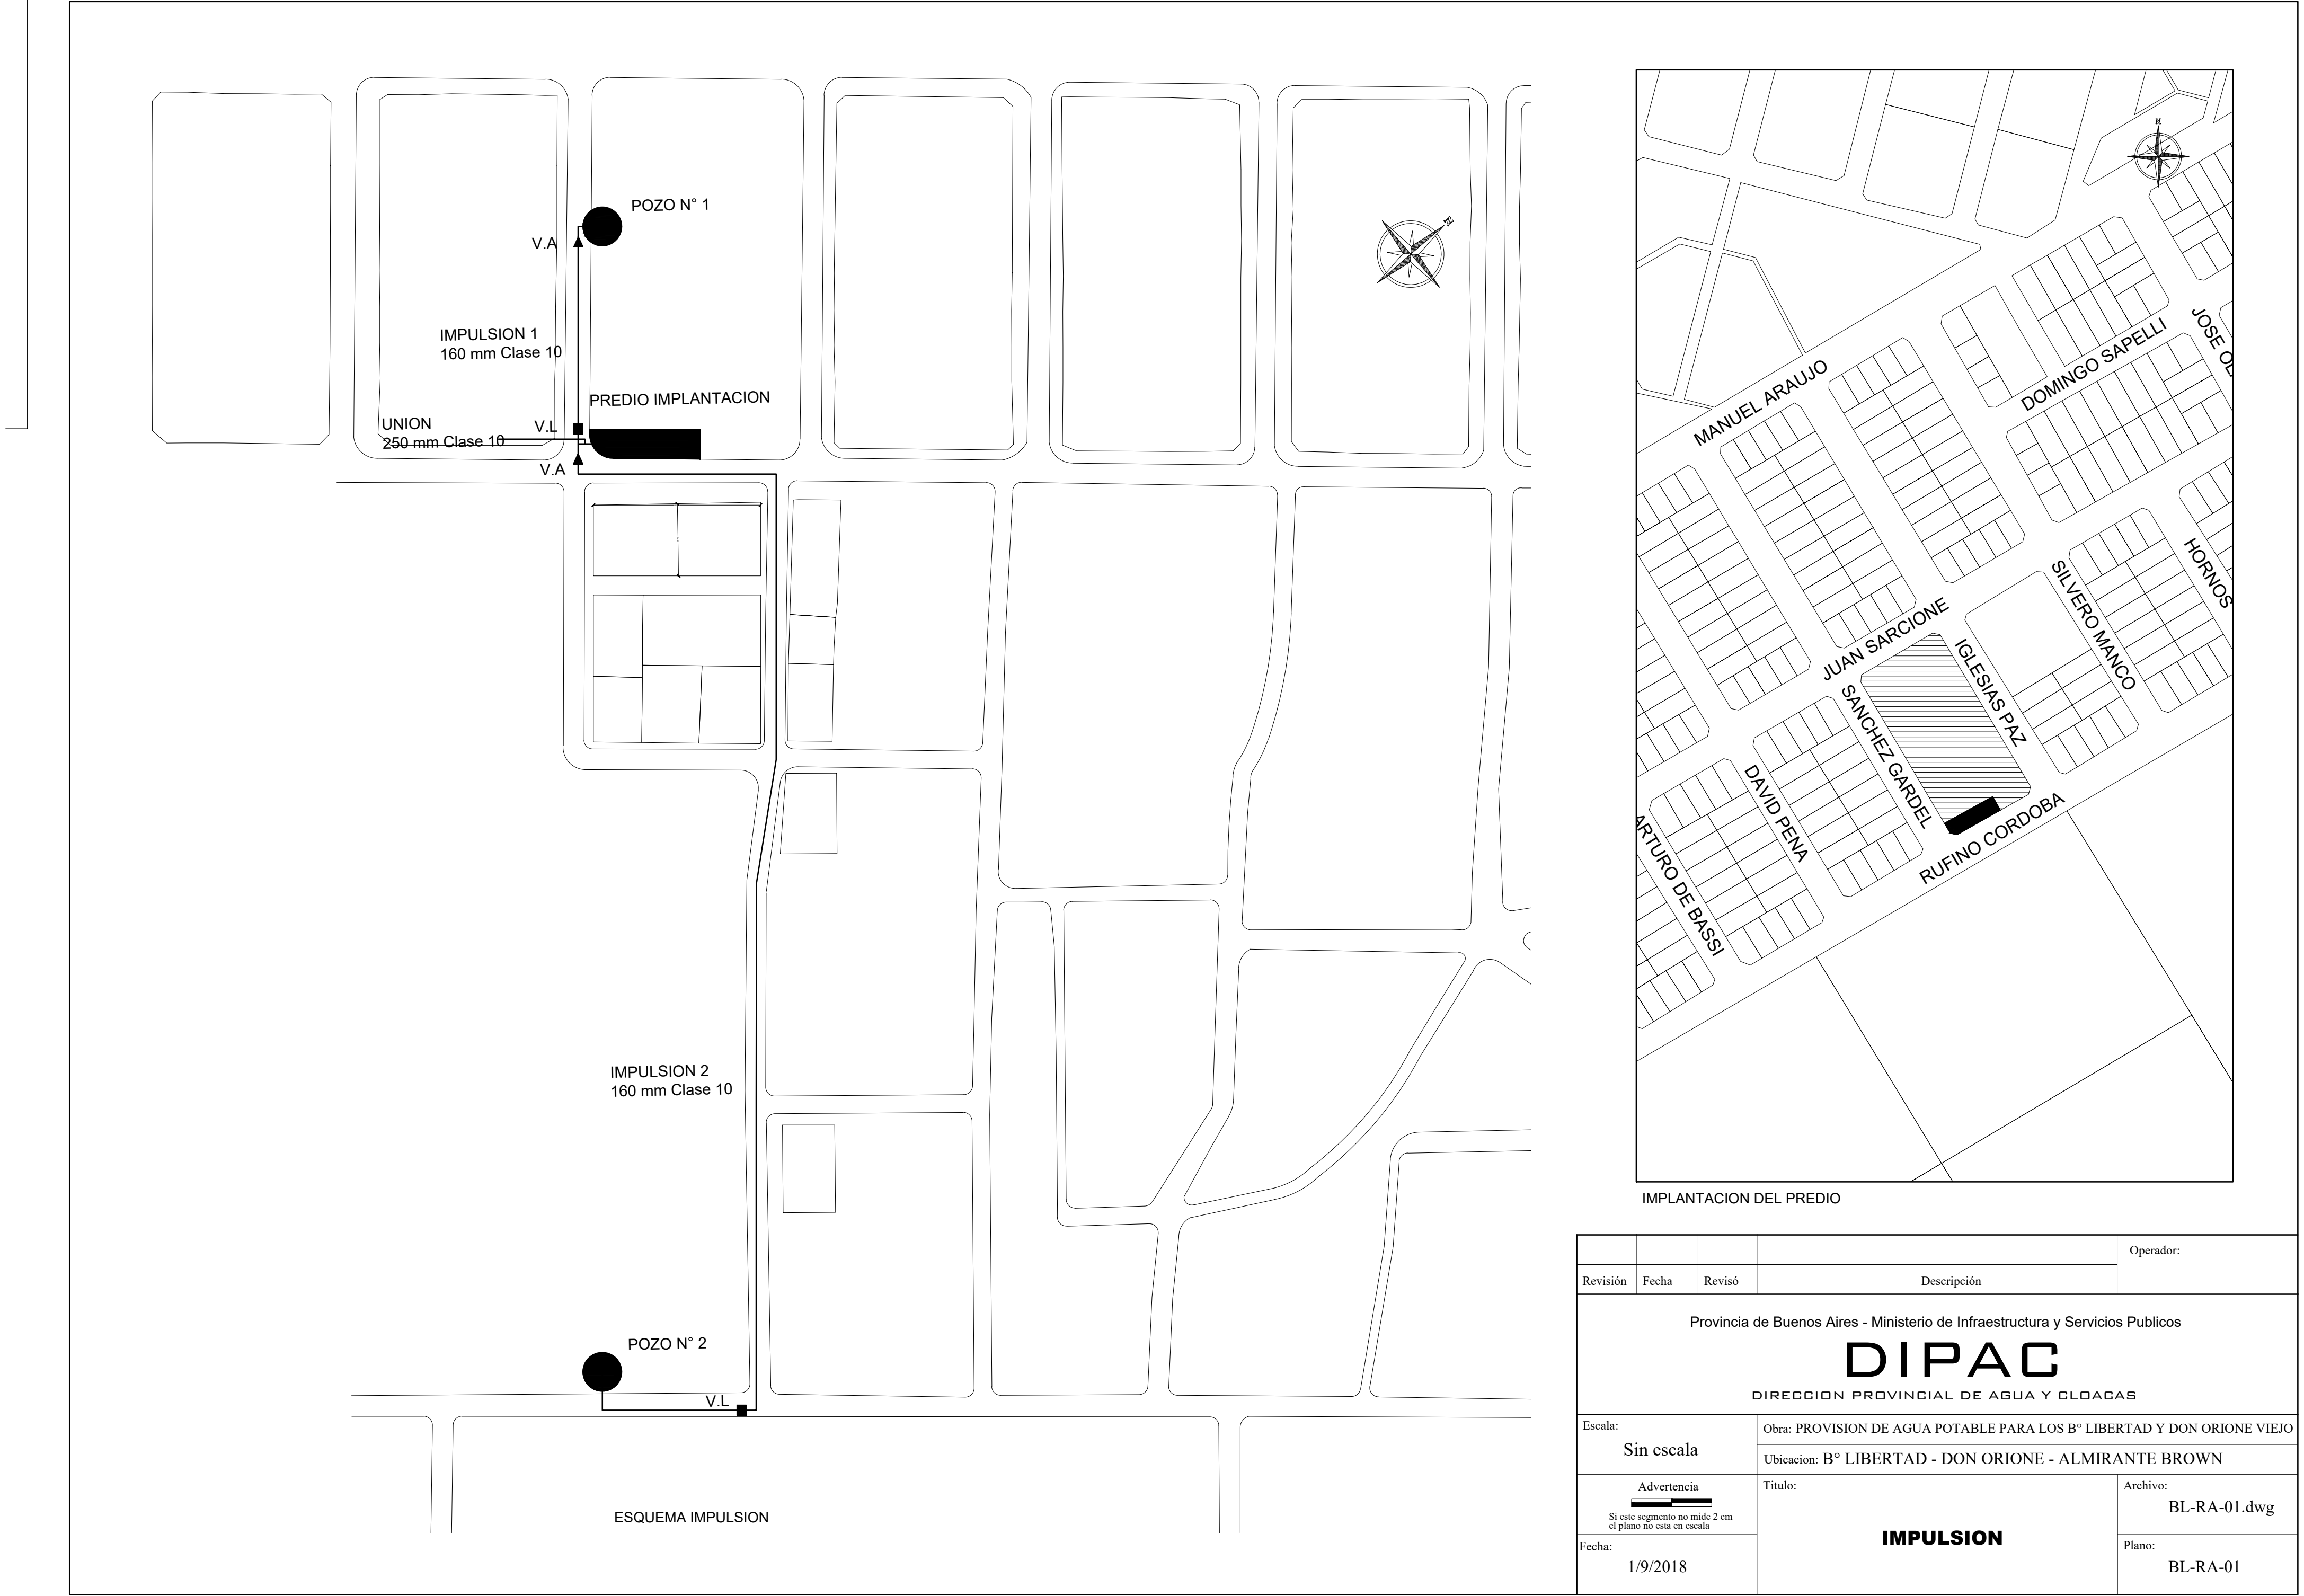 POZO N° 1
V.A
IMPULSION 1
160 mm Clase 10
PREDIO IMPLANTACION
UNION
250 mm Clase 10
V.L
V.A
IMPULSION 2
160 mm Clase 10
POZO N° 2
V.L
ESQUEMA IMPULSION
N
N
MANUEL ARAUJO
DOMINGO SAPELLI
JOSE OL
JUAN SARCIONE
SILVERO MANCO
HORNOS
IGLESIAS PAZ
SANCHEZ GARDEL
DAVID PENA
ARTURO DE BASSI
RUFINO CORDOBA
IMPLANTACION DEL PREDIO
Operador:
Revisión Fecha Revisó Descripción
Provincia de Buenos Aires - Ministerio de Infraestructura y Servicios Publicos
DIPAC
DIRECCION PROVINCIAL DE AGUA Y CLOACAS
Escala:
Sin escala
Obra: PROVISION DE AGUA POTABLE PARA LOS B° LIBERTAD Y DON ORIONE VIEJO
Ubicacion: B° LIBERTAD - DON ORIONE - ALMIRANTE BROWN
Advertencia
Si este segmento no mide 2 cm
el plano no esta en escala
Titulo:
IMPULSION
Archivo:
BL-RA-01.dwg
Fecha:
1/9/2018
Plano:
BL-RA-01